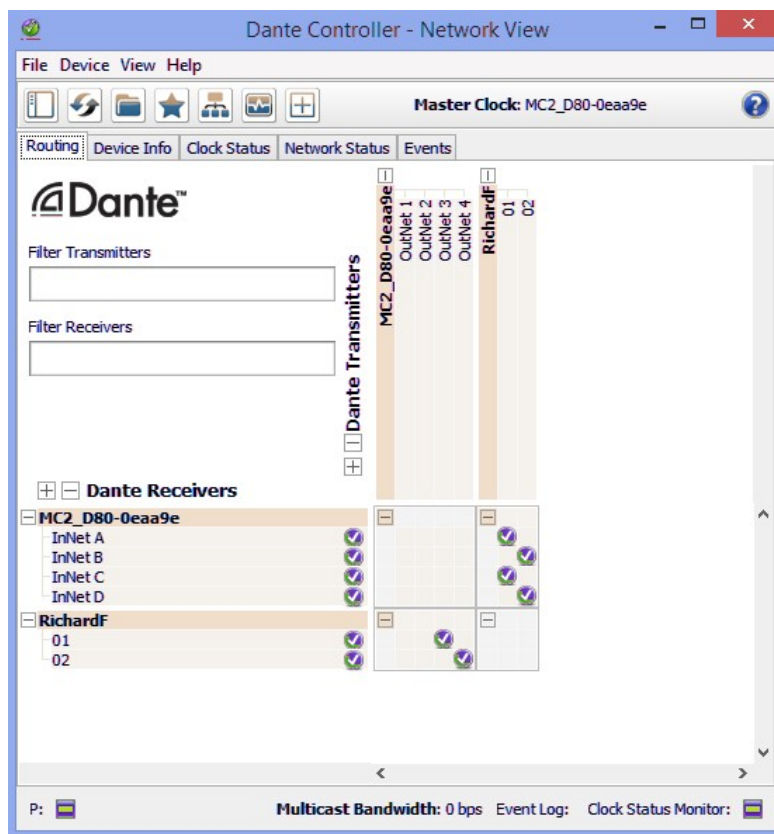 Dante Controller - Network View
File Device View Help
Master Clock: MC2_D80-0eaa9e
Routing Device Info Clock Status Network Status Events
Dante™
Filter Transmitters
Filter Receivers
Dante Transmitters
MC2_D80-0eaa9e
OutNet 1
OutNet 2
OutNet 3
OutNet 4
RichardF
01
02
Dante Receivers
MC2_D80-0eaa9e
InNet A
InNet B
InNet C
InNet D
RichardF
01
02
P: Multicast Bandwidth: 0 bps Event Log: Clock Status Monitor: